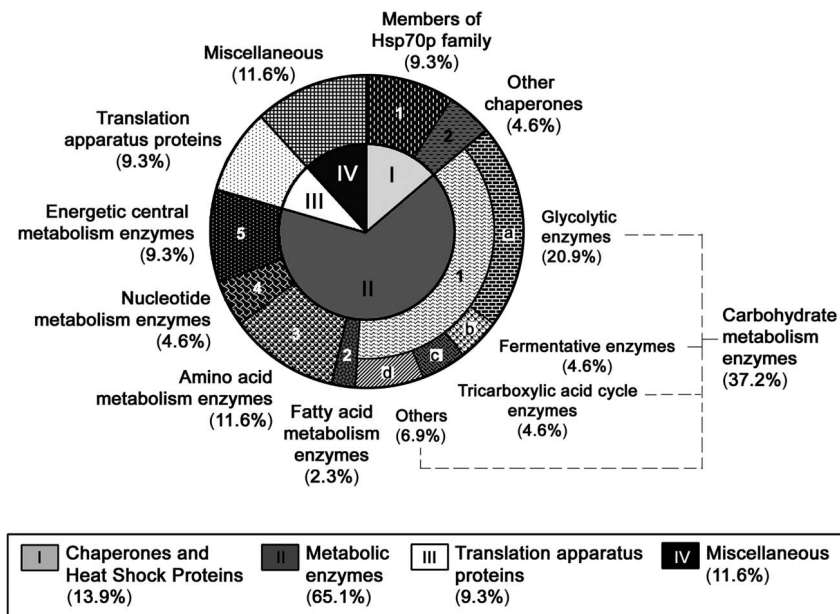 Members of
Hsp70p family
(9.3%)
Miscellaneous
(11.6%)
Other
chaperones
(4.6%)
Translation
apparatus proteins
(9.3%)
1
2
IV
I
III
Energetic central
metabolism enzymes
(9.3%)
5
a
Glycolytic
enzymes
(20.9%)
1
II
Nucleotide
metabolism enzymes
(4.6%)
4
3
2
d
c
b
Carbohydrate
metabolism
enzymes
(37.2%)
Fermentative enzymes
(4.6%)
Amino acid
metabolism enzymes
(11.6%)
Tricarboxylic acid cycle
enzymes
(4.6%)
Fatty acid
metabolism
enzymes
(2.3%)
Others
(6.9%)
I Chaperones and
Heat Shock Proteins
(13.9%)
II Metabolic
enzymes
(65.1%)
III Translation apparatus
proteins
(9.3%)
IV Miscellaneous
(11.6%)